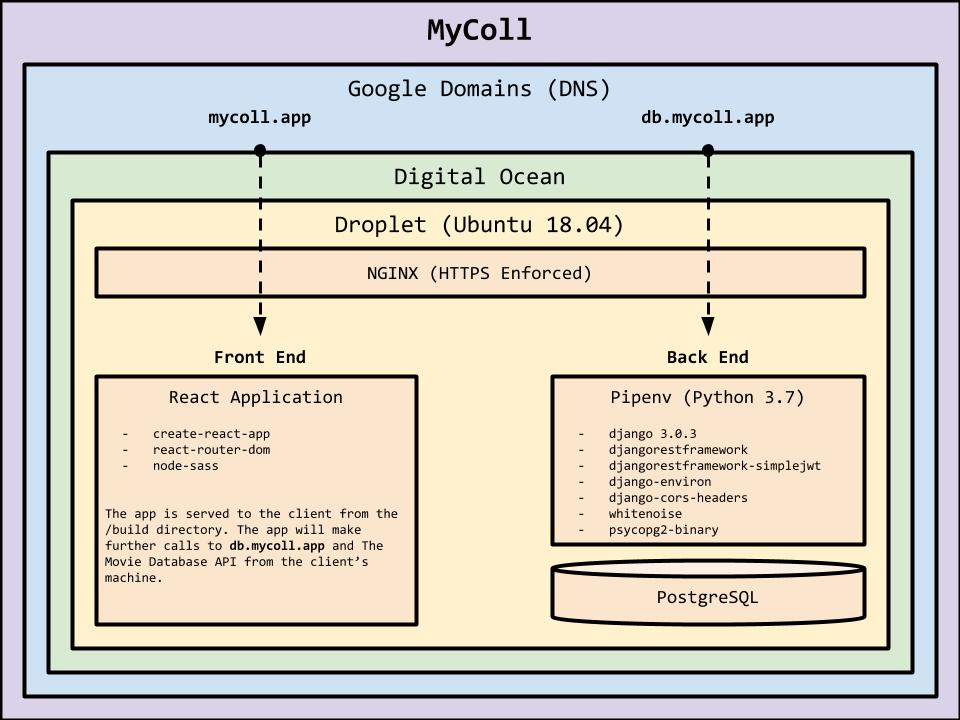 MyColl
Google Domains (DNS)
mycoll.app
db.mycoll.app
Digital Ocean
Droplet (Ubuntu 18.04)
NGINX (HTTPS Enforced)
Front End
React Application
- create-react-app
- react-router-dom
- node-sass
The app is served to the client from the
/build directory. The app will make
further calls to db.mycoll.app and The
Movie Database API from the client’s
machine.
Back End
Pipenv (Python 3.7)
- django 3.0.3
- djangorestframework
- djangorestframework-simplejwt
- django-environ
- django-cors-headers
- whitenoise
- psycopg2-binary
PostgreSQL